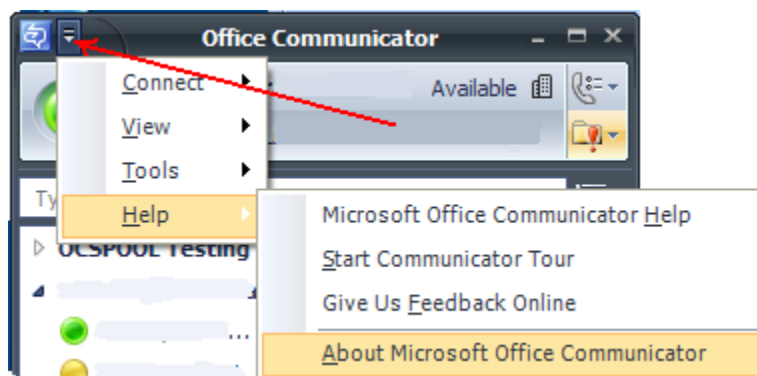 Office Communicator
Connect
Available
View
Tools
Ty
Help
Microsoft Office Communicator Help
OCSPOOL Testing
Start Communicator Tour
Give Us Feedback Online
...
About Microsoft Office Communicator